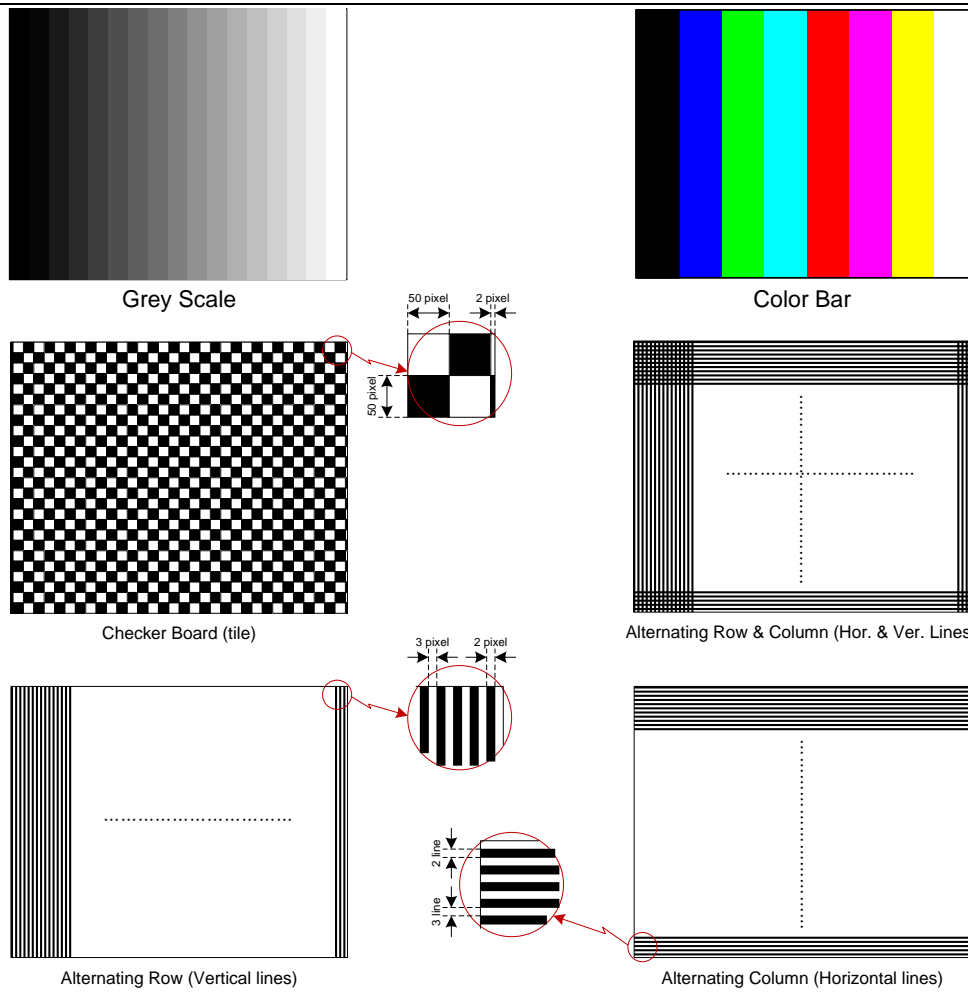 Grey Scale
Color Bar
50 pixel
2 pixel
50 pixel
Checker Board (tile)
Alternating Row & Column (Hor. & Ver. Lines
3 pixel
2 pixel
2 line
3 line
Alternating Row (Vertical lines)
Alternating Column (Horizontal lines)